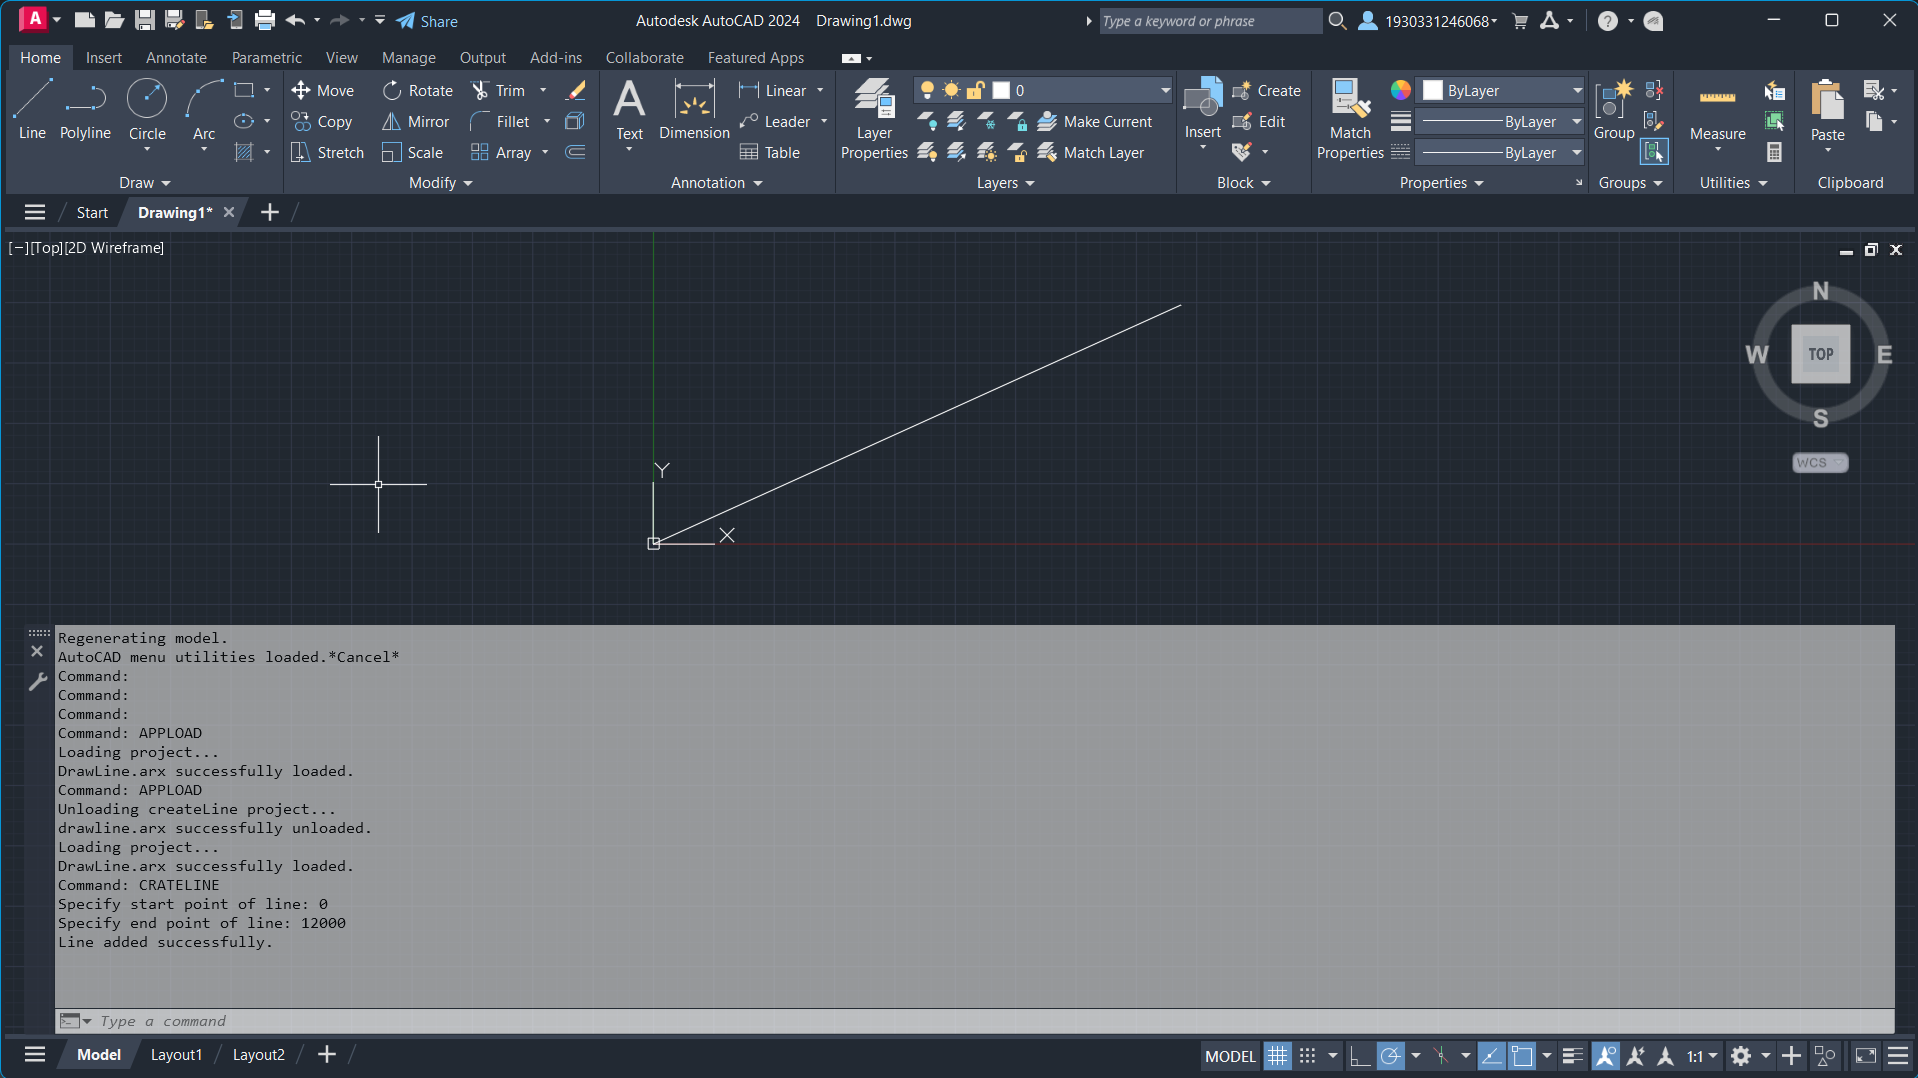 A
Share
Autodesk AutoCAD 2024 Drawing1.dwg
Type a keyword or phrase
1930331246068
?
Home Insert Annotate Parametric View Manage Output Add-ins Collaborate Featured Apps
Line Polyline Circle Arc
Draw
Move Rotate Trim
Copy Mirror Fillet
Stretch Scale Array
Modify
A
Text Dimension
Linear
Leader
Table
Annotation
Layer
Properties
0
Make Current
Match Layer
Layers
Insert
Create
Edit
Block
Match
Properties
ByLayer
ByLayer
ByLayer
Properties
Group
Groups
Measure
Utilities
Paste
Clipboard
Start Drawing1*
[−][Top][2D Wireframe]
N
W TOP E
S
WCS
Y
X
Regenerating model.
AutoCAD menu utilities loaded.*Cancel*
Command:
Command:
Command:
Command: APPLOAD
Loading project...
DrawLine.arx successfully loaded.
Command: APPLOAD
Unloading createLine project...
drawline.arx successfully unloaded.
Loading project...
DrawLine.arx successfully loaded.
Command: CRATELINE
Specify start point of line: 0
Specify end point of line: 12000
Line added successfully.
Type a command
Model Layout1 Layout2
MODEL
1:1